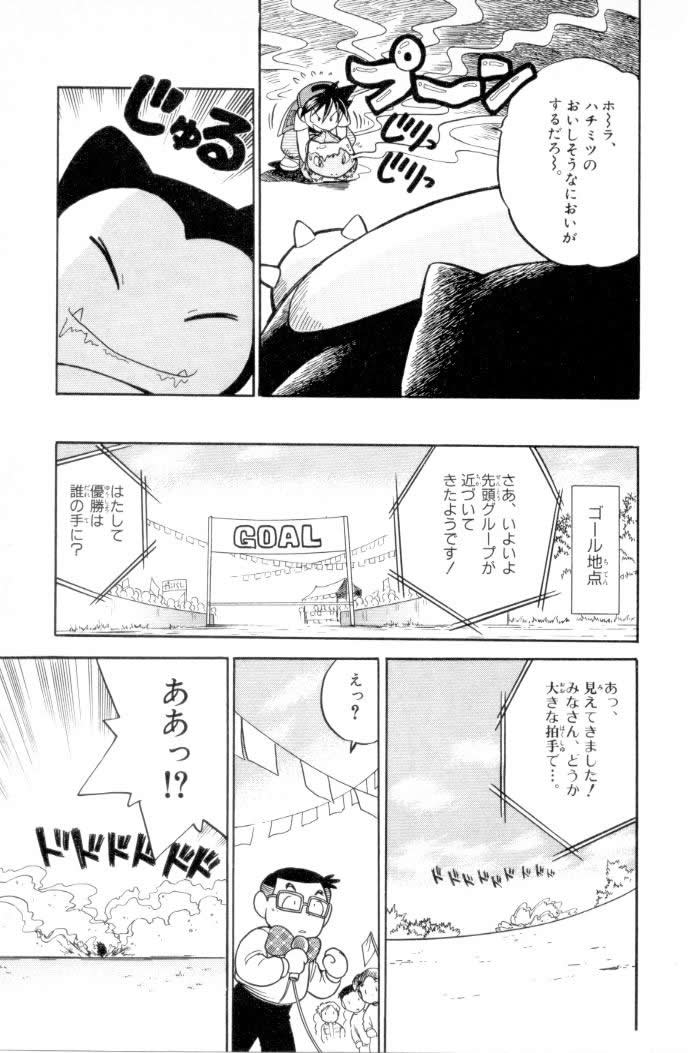 ホ〜ラ、
ハチミツの
おいしそうなにおいが
するだろ〜。
プーン
ジリっ
ジリっ
じゅる
ゴール地点
さあ、いよいよ
先頭グループが
近づいて
きたようです!
GOAL
はたして
優勝は
誰の手に?
あっ、
見えてきました!
みなさん、どうか
大きな拍手で…。
ドドドドドドド
えっ?
ああっ!?
ドドドドドド